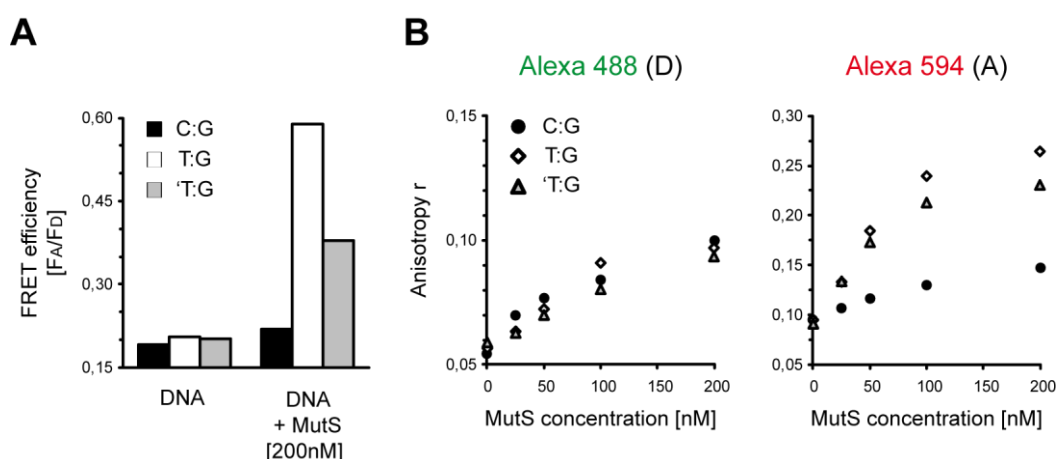 A
FRET efficiency
[FA/FD]
0,60
0,45
0,30
0,15
C:G
T:G
‘T:G
DNA
DNA
+ MutS
[200nM]
B
Alexa 488 (D)
Anisotropy r
0,15
0,10
0,05
C:G
T:G
‘T:G
0
50
100
150
200
MutS concentration [nM]
Alexa 594 (A)
0,30
0,25
0,20
0,15
0,10
0,05
0
50
100
150
200
MutS concentration [nM]